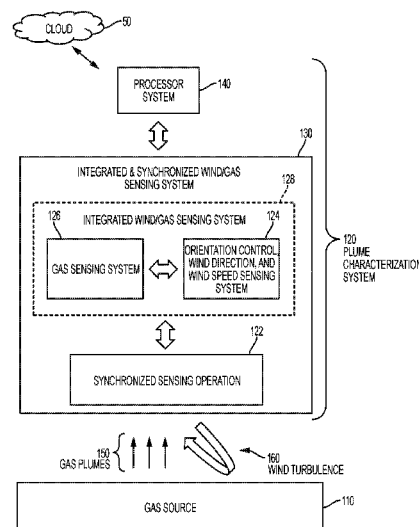 CLOUD
50
PROCESSOR
SYSTEM
140
130
INTEGRATED & SYNCHRONIZED WIND/GAS
SENSING SYSTEM
128
INTEGRATED WIND/GAS SENSING SYSTEM
126
124
GAS SENSING SYSTEM
ORIENTATION CONTROL,
WIND DIRECTION, AND
WIND SPEED SENSING
SYSTEM
120
PLUME
CHARACTERIZATION
SYSTEM
122
SYNCHRONIZED SENSING OPERATION
150
GAS PLUMES
160
WIND TURBULENCE
GAS SOURCE
110